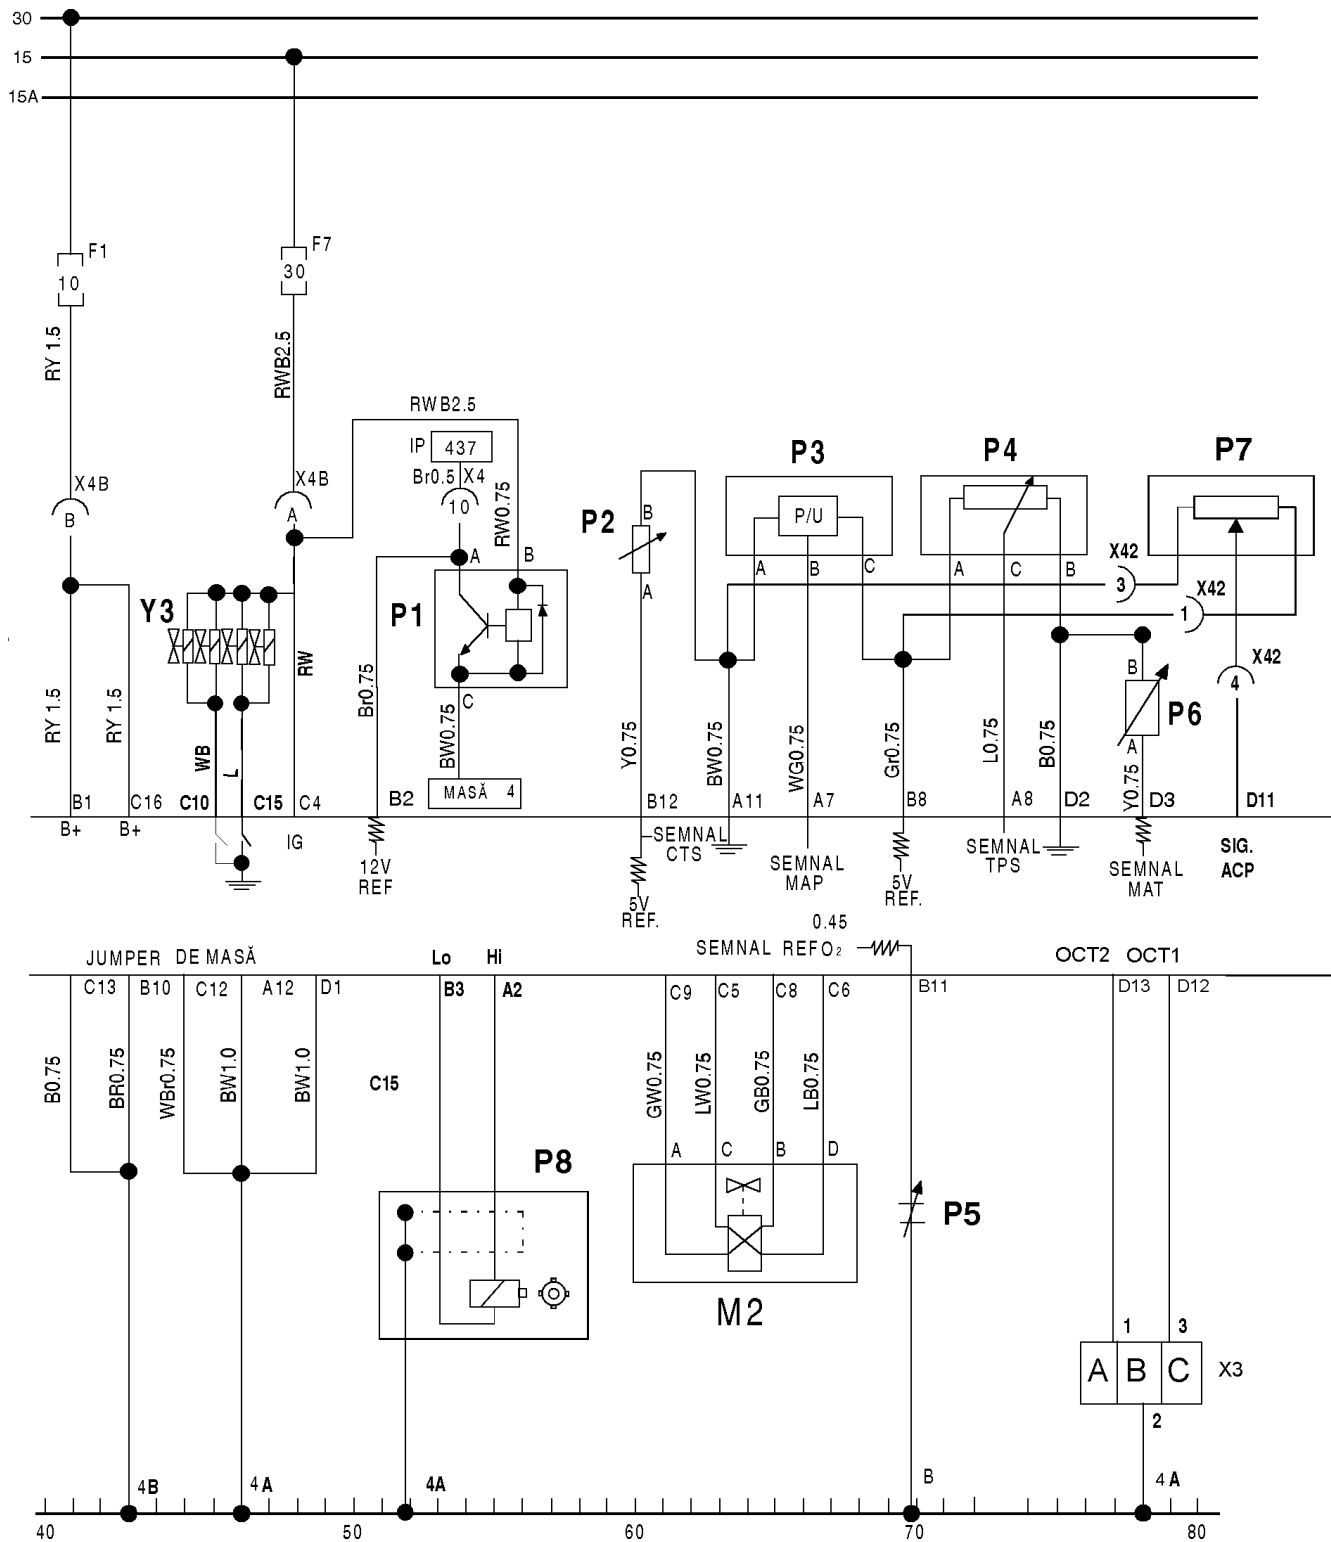 30
15
15A
F1
F7
10
30
RY 1.5
RWB2.5
RWB2.5
IP 437
Br0.5 X4
10
X4B
X4B
B
A
RW0.75
P3
P4
P7
P/U
P2
B
A
A
B
A
B
C
A
C
B
X42
3
X42
1
X42
4
Y3
P1
RW
Br0.75
C
BW0.75
MASĂ 4
B
P6
A
RY 1.5
RY 1.5
WB
L
Y0.75
BW0.75
WG0.75
Gr0.75
L0.75
B0.75
Y0.75
B1
C16
C10
C15
C4
B2
B12
A11
A7
B8
A8
D2
D3
D11
B+
B+
IG
12V
REF
SEMNAL
CTS
5V
REF.
SEMNAL
MAP
5V
REF.
SEMNAL
TPS
SEMNAL
MAT
SIG.
ACP
0.45
SEMNAL REFO2
JUMPER DE MASĂ
Lo
Hi
OCT2 OCT1
C13
B10
C12
A12
D1
B3
A2
C9
C5
C8
C6
B11
D13
D12
B0.75
BR0.75
WBr0.75
BW1.0
BW1.0
C15
GW0.75
LW0.75
GB0.75
LB0.75
A
C
B
D
P8
P5
M2
1
3
A B C
X3
2
4B
4A
4A
B
4A
40
50
60
70
80